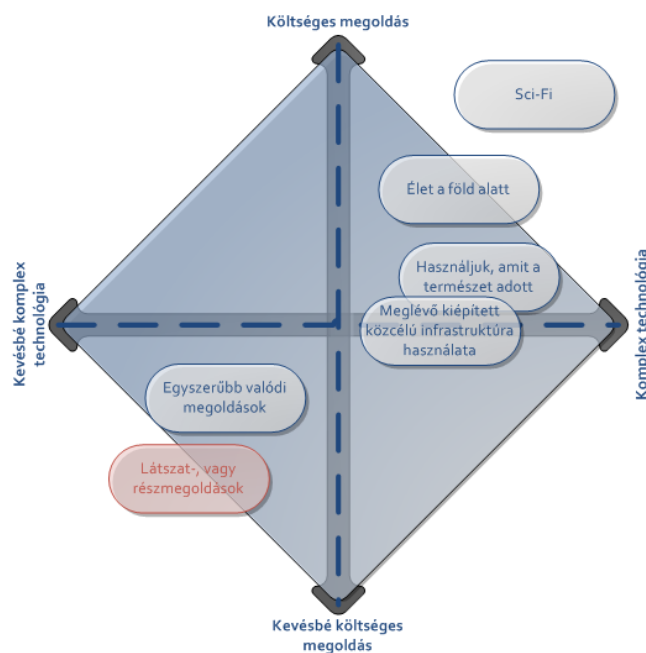 Költséges megoldás
Sci-Fi
Élet a föld alatt
Használjuk, amit a
természet adott
Meglévő kiépített
közcélú infrastruktúra
használata
Kevésbé komplex
technológia
Komplex technológia
Egyszerűbb valódi
megoldások
Látszat-, vagy
részmegoldások
Kevésbé költséges
megoldás